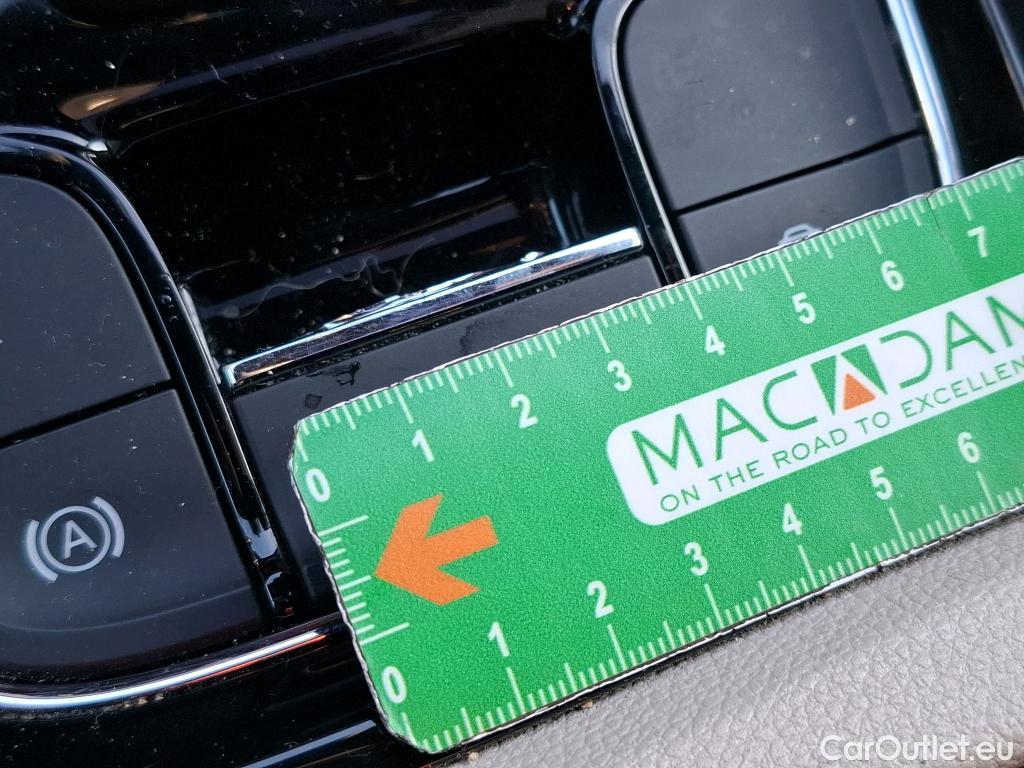 A
0 1 2 3 4 5 6 7
MACADAM
ON THE ROAD TO EXCELLEN
0 1 2 3 4 5 6
CarOutlet.eu